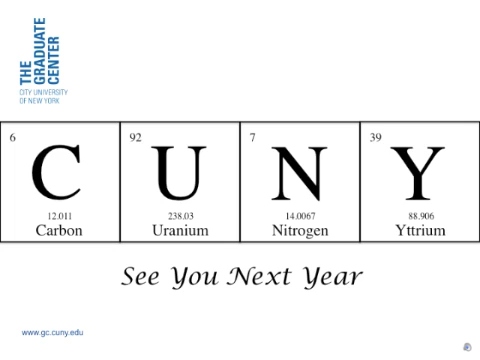 THE
GRADUATE
CENTER
CITY UNIVERSITY
OF NEW YORK
6 92 7 39
C U N Y
12.011 238.03 14.0067 88.906
Carbon Uranium Nitrogen Yttrium
See You Next Year
www.gc.cuny.edu